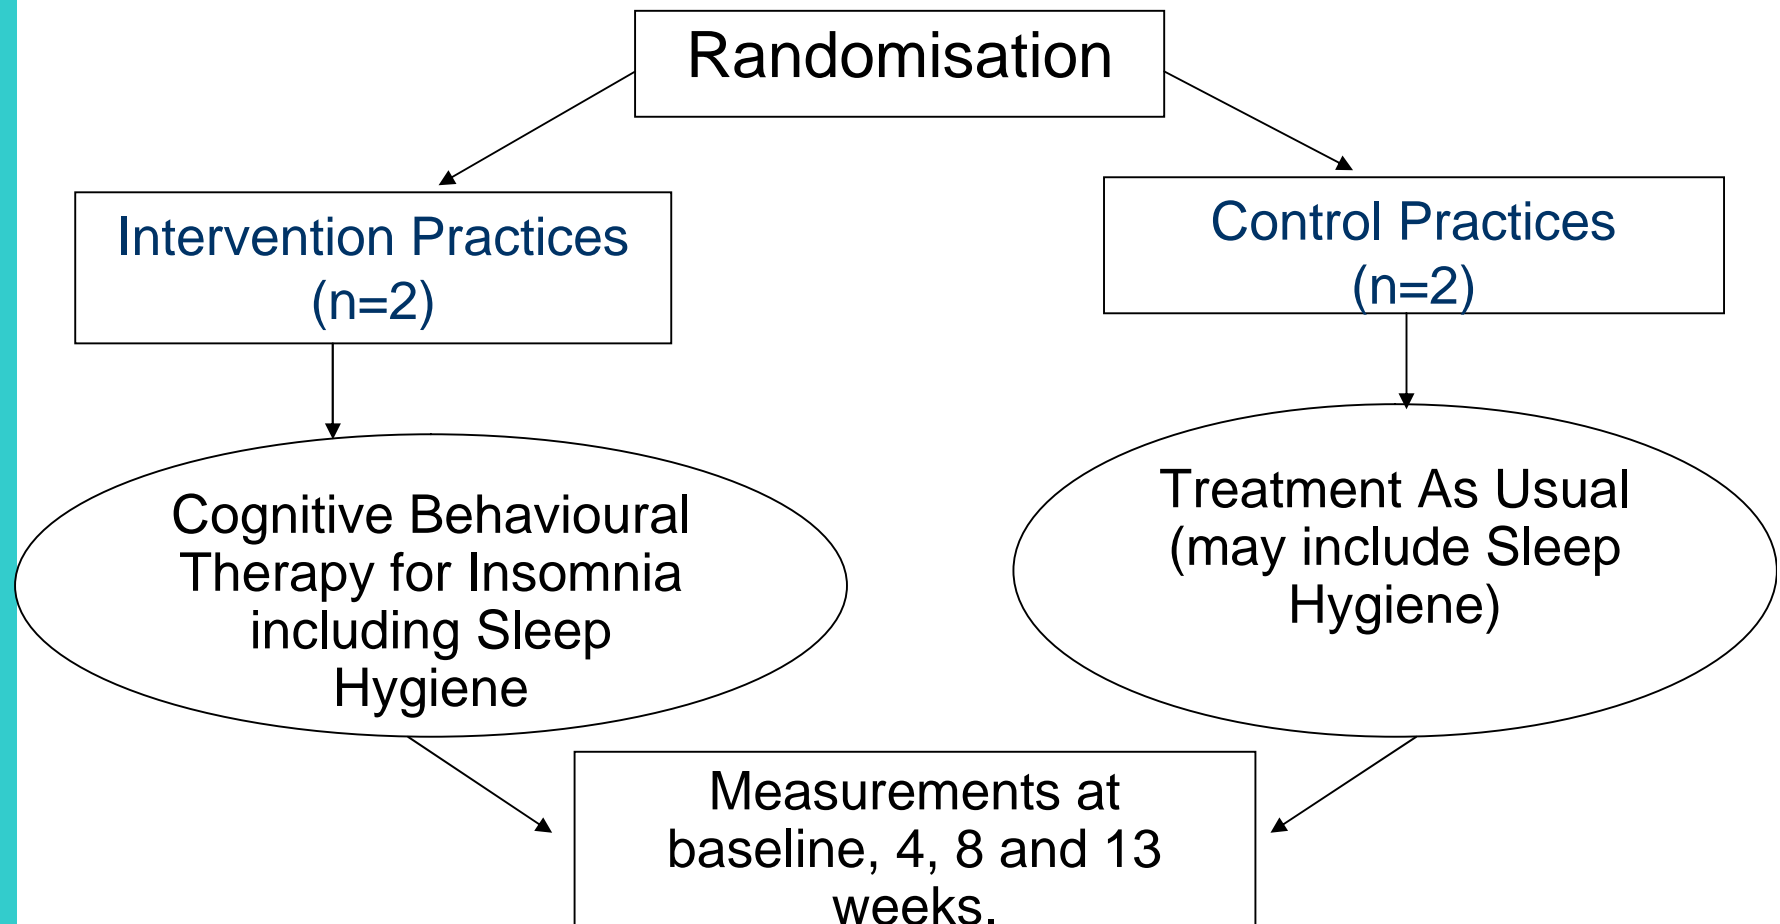 Randomisation
Intervention Practices
(n=2)
Control Practices
(n=2)
Cognitive Behavioural
Therapy for Insomnia
including Sleep
Hygiene
Treatment As Usual
(may include Sleep
Hygiene)
Measurements at
baseline, 4, 8 and 13
weeks.